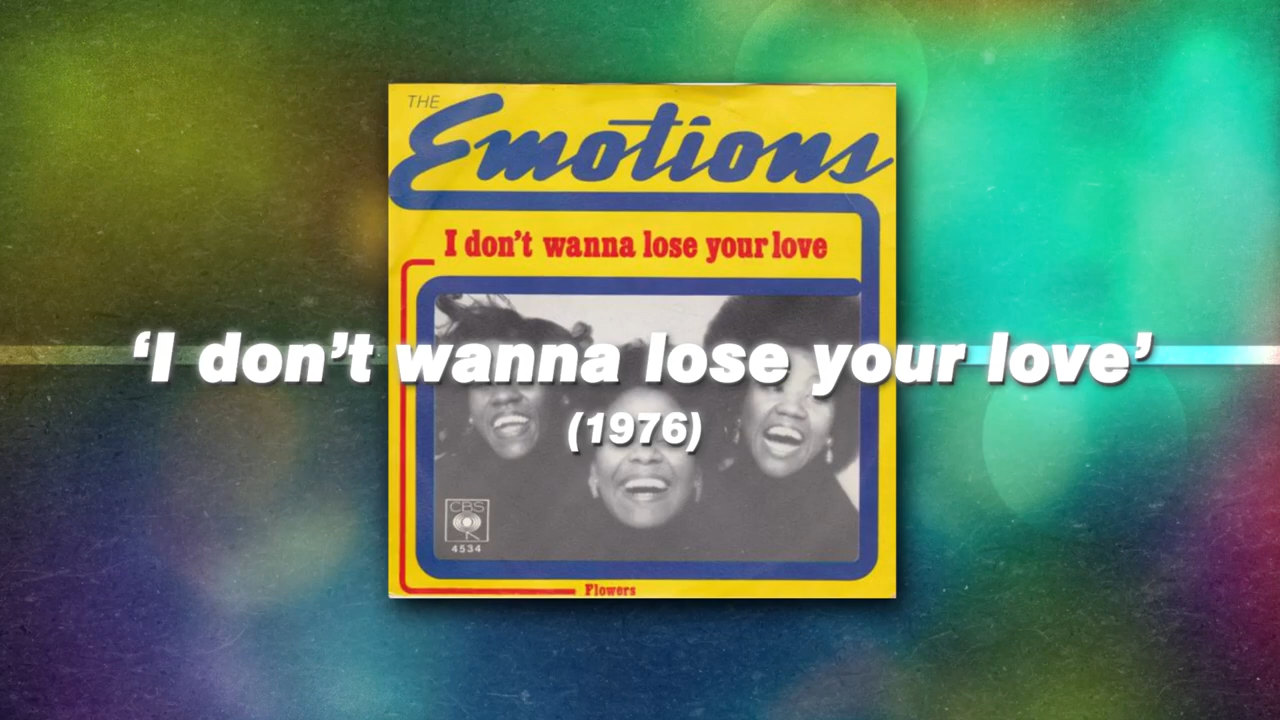 THE
Emotions
I don't wanna lose your love
‘I don’t wanna lose your love’
(1976)
CBS
4534
Flowers